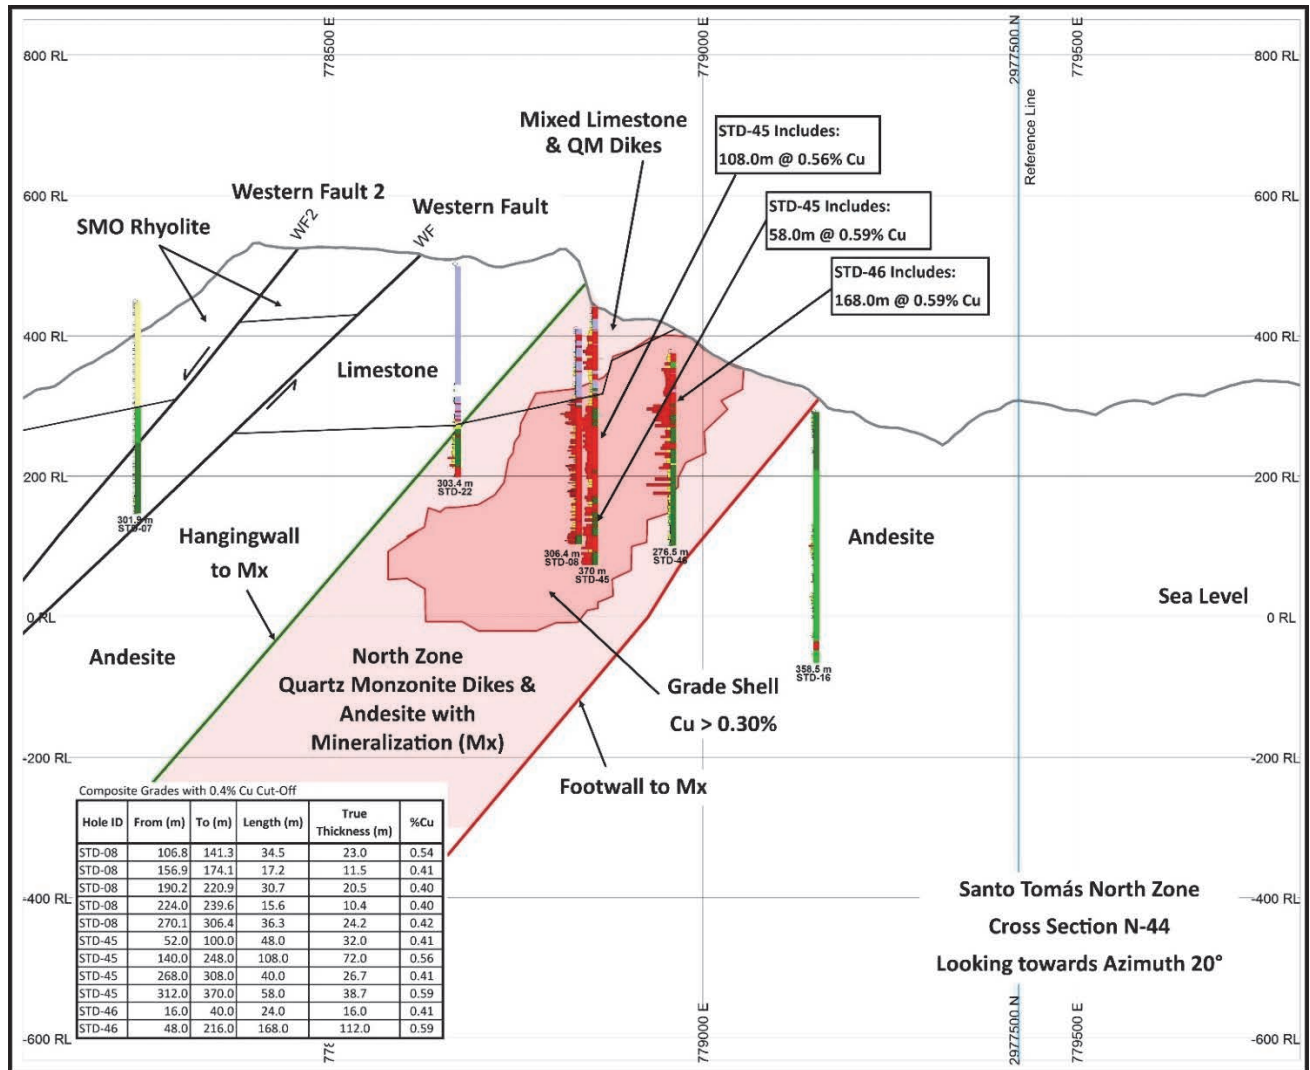 778500 E
779000 E
2977500 N
779500 E
800 RL
800 RL
Reference Line
Mixed Limestone
& QM Dikes
STD-45 Includes:
108.0m @ 0.56% Cu
Western Fault 2
Western Fault
600 RL
600 RL
SMO Rhyolite
WF2
WF
STD-45 Includes:
58.0m @ 0.59% Cu
STD-46 Includes:
168.0m @ 0.59% Cu
400 RL
400 RL
Limestone
200 RL
200 RL
303.4 m
STD-22
301.9 m
STD-07
Hangingwall
to Mx
306.4 m
STD-08
370 m
STD-45
276.5 m
STD-46
Andesite
Sea Level
0 RL
0 RL
Andesite
North Zone
Quartz Monzonite Dikes &
Andesite with
Mineralization (Mx)
Grade Shell
Cu > 0.30%
358.5 m
STD-16
-200 RL
-200 RL
Footwall to Mx
Composite Grades with 0.4% Cu Cut-Off
Hole ID From (m) To (m) Length (m) True Thickness (m) %Cu
STD-08 106.8 141.3 34.5 23.0 0.54
STD-08 156.9 174.1 17.2 11.5 0.41
STD-08 190.2 220.9 30.7 20.5 0.40
STD-08 224.0 239.6 15.6 10.4 0.40
STD-08 270.1 306.4 36.3 24.2 0.42
STD-45 52.0 100.0 48.0 32.0 0.41
STD-45 140.0 248.0 108.0 72.0 0.56
STD-45 268.0 308.0 40.0 26.7 0.41
STD-45 312.0 370.0 58.0 38.7 0.59
STD-46 16.0 40.0 24.0 16.0 0.41
STD-46 48.0 216.0 168.0 112.0 0.59
-400 RL
-400 RL
Santo Tomás North Zone
Cross Section N-44
Looking towards Azimuth 20°
-600 RL
-600 RL
779000 E
2977500 N
779500 E